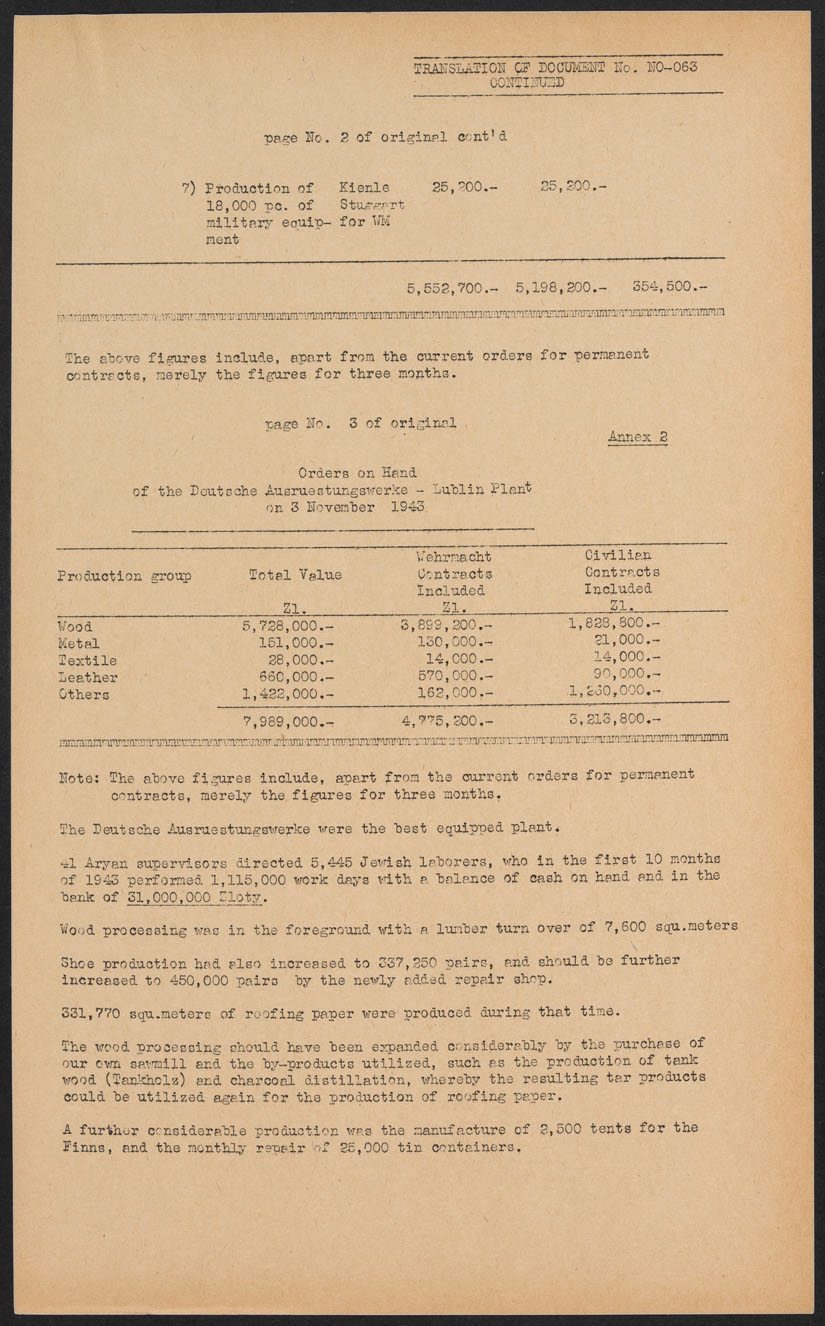 TRANSLATION OF DOCUMENT No. NO-063
CONTINUED
page No. 2 of original cont'd
7) Production of Kienle 25,200.- 25,200.-
18,000 pc. of Stuggart
military equip- for WM
ment
5,552,700.- 5,198,200.- 354,500.-
The above figures include, apart from the current orders for permanent
contracts, merely the figures for three months.
page No. 3 of original
Annex 2
Orders on Hand
of the Deutsche Ausruestungswerke - Lublin Plant
on 3 November 1943
Wehrmacht Civilian
Production group Total Value Contracts Contracts
Included Included
Zl. Zl. Zl.
Wood 5,728,000.- 3,899,200.- 1,828,800.-
Metal 151,000.- 130,000.- 21,000.-
Textile 28,000.- 14,000.- 14,000.-
Leather 660,000.- 570,000.- 90,000.-
Others 1,422,000.- 162,000.- 1,260,000.-
7,989,000.- 4,775,200.- 3,213,800.-
Note: The above figures include, apart from the current orders for permanent
contracts, merely the figures for three months.
The Deutsche Ausruestungswerke were the best equipped plant.
41 Aryan supervisors directed 5,445 Jewish laborers, who in the first 10 months
of 1943 performed 1,115,000 work days with a balance of cash on hand and in the
bank of 31,000,000 Zloty.
Wood processing was in the foreground with a lumber turn over of 7,600 squ.meters
Shoe production had also increased to 337,250 pairs, and should be further
increased to 450,000 pairs by the newly added repair shop.
331,770 squ.meters of roofing paper were produced during that time.
The wood processing should have been expanded considerably by the purchase of
our own sawmill and the by-products utilized, such as the production of tank
wood (Tankholz) and charcoal distillation, whereby the resulting tar products
could be utilized again for the production of roofing paper.
A further considerable production was the manufacture of 2,500 tents for the
Finns, and the monthly repair of 25,000 tin containers.